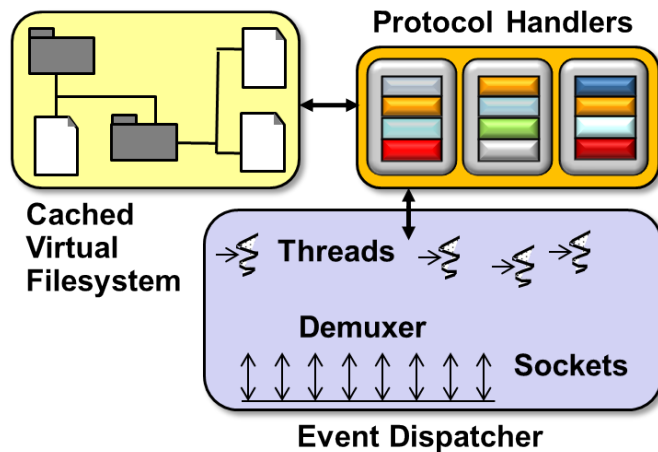 Protocol Handlers
Cached
Virtual
Filesystem
Threads
Demuxer
Sockets
Event Dispatcher